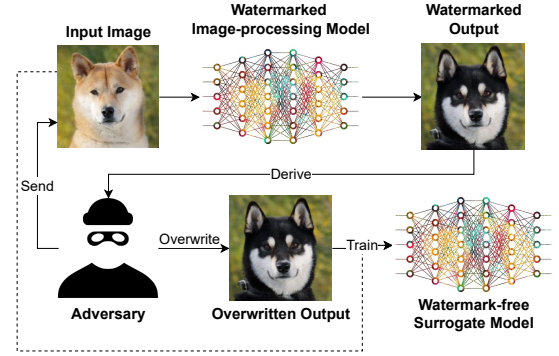 Input Image
Watermarked
Image-processing Model
Watermarked
Output
Send
Derive
Overwrite
Train
Adversary
Overwritten Output
Watermark-free
Surrogate Model